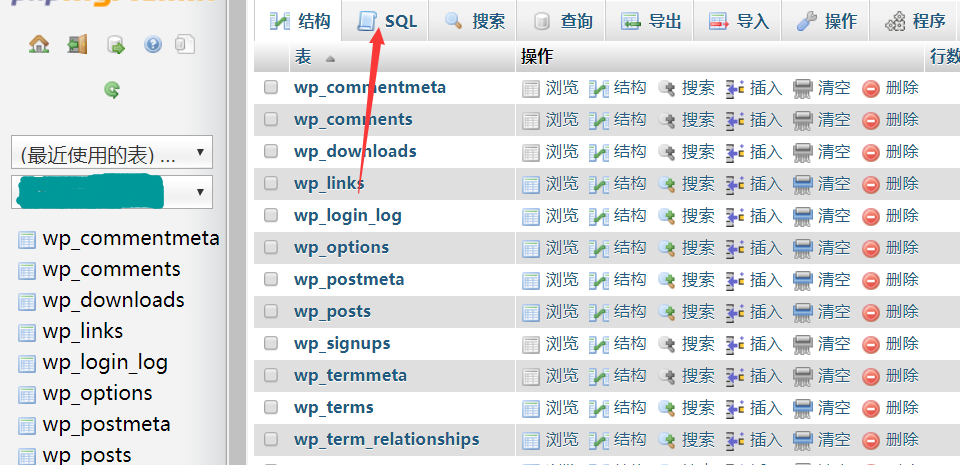 结构 SQL 搜索 查询 导出 导入 操作 程序
(最近使用的表) ...
wp_commentmeta
wp_comments
wp_downloads
wp_links
wp_login_log
wp_options
wp_postmeta
wp_posts
表 操作 行数
wp_commentmeta 浏览 结构 搜索 插入 清空 删除
wp_comments 浏览 结构 搜索 插入 清空 删除
wp_downloads 浏览 结构 搜索 插入 清空 删除
wp_links 浏览 结构 搜索 插入 清空 删除
wp_login_log 浏览 结构 搜索 插入 清空 删除
wp_options 浏览 结构 搜索 插入 清空 删除
wp_postmeta 浏览 结构 搜索 插入 清空 删除
wp_posts 浏览 结构 搜索 插入 清空 删除
wp_signups 浏览 结构 搜索 插入 清空 删除
wp_termmeta 浏览 结构 搜索 插入 清空 删除
wp_terms 浏览 结构 搜索 插入 清空 删除
wp_term_relationships 浏览 结构 搜索 插入 清空 删除